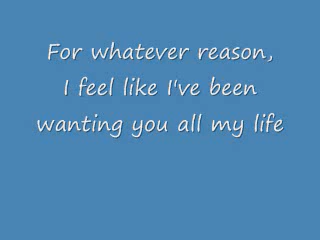 For whatever reason,
I feel like I've been
wanting you all my life